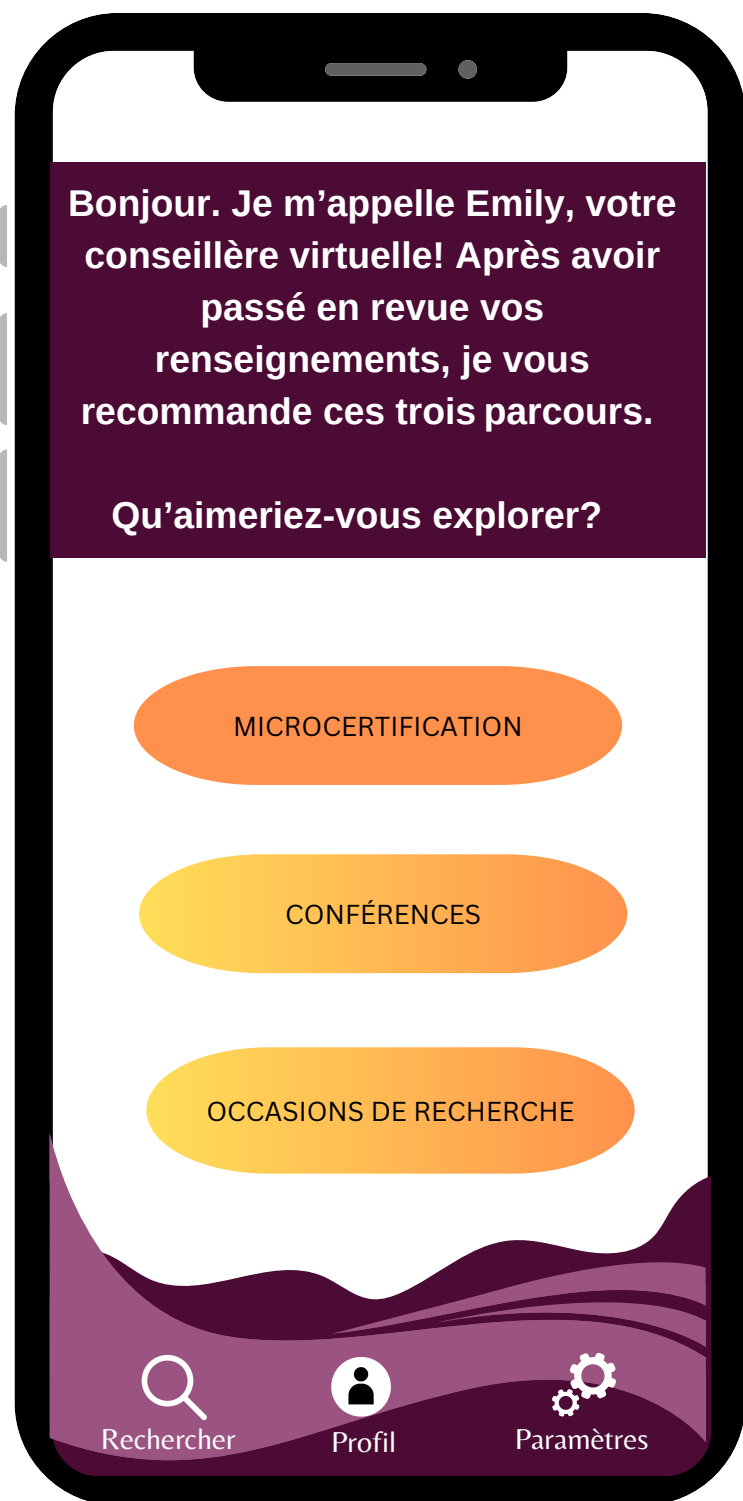 Bonjour. Je m’appelle Emily, votre
conseillère virtuelle! Après avoir
passé en revue vos
renseignements, je vous
recommande ces trois parcours.
Qu’aimeriez-vous explorer?
MICROCERTIFICATION
CONFÉRENCES
OCCASIONS DE RECHERCHE
Rechercher
Profil
Paramètres